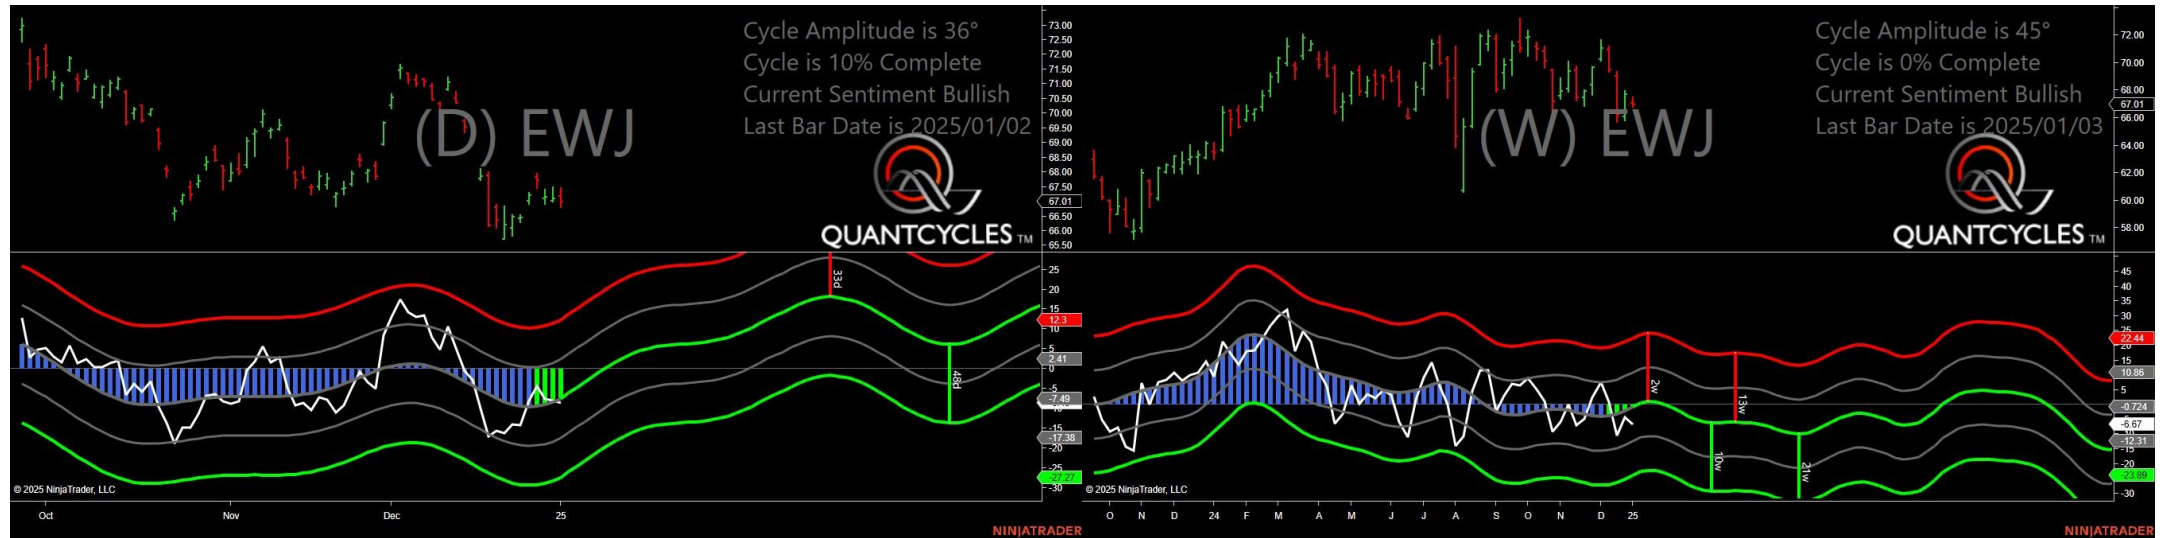 Cycle Amplitude is 36°
Cycle is 10% Complete
Current Sentiment Bullish
Last Bar Date is 2025/01/02
(D) EWJ
QUANTCYCLES TM
73.00
72.50
72.00
71.50
71.00
70.50
70.00
69.50
69.00
68.50
68.00
67.50
67.01
66.50
66.00
65.50
33d
48d
25
20
15
12.3
10
5
2.41
0
-5
-7.49
-10
-15
-17.38
-20
-25
-27.27
-30
© 2025 NinjaTrader, LLC
Oct
Nov
Dec
25
NINJATRADER
Cycle Amplitude is 45°
Cycle is 0% Complete
Current Sentiment Bullish
Last Bar Date is 2025/01/03
(W) EWJ
QUANTCYCLES TM
72.00
70.00
68.00
67.01
66.00
64.00
62.00
60.00
58.00
2w
13w
10w
21w
45
40
35
30
25
22.44
20
15
10.86
5
-0.724
-6.67
-12.31
-15
-20
-23.89
-30
© 2025 NinjaTrader, LLC
O
N
D
24
F
M
A
M
J
J
A
S
O
N
D
25
NINJATRADER